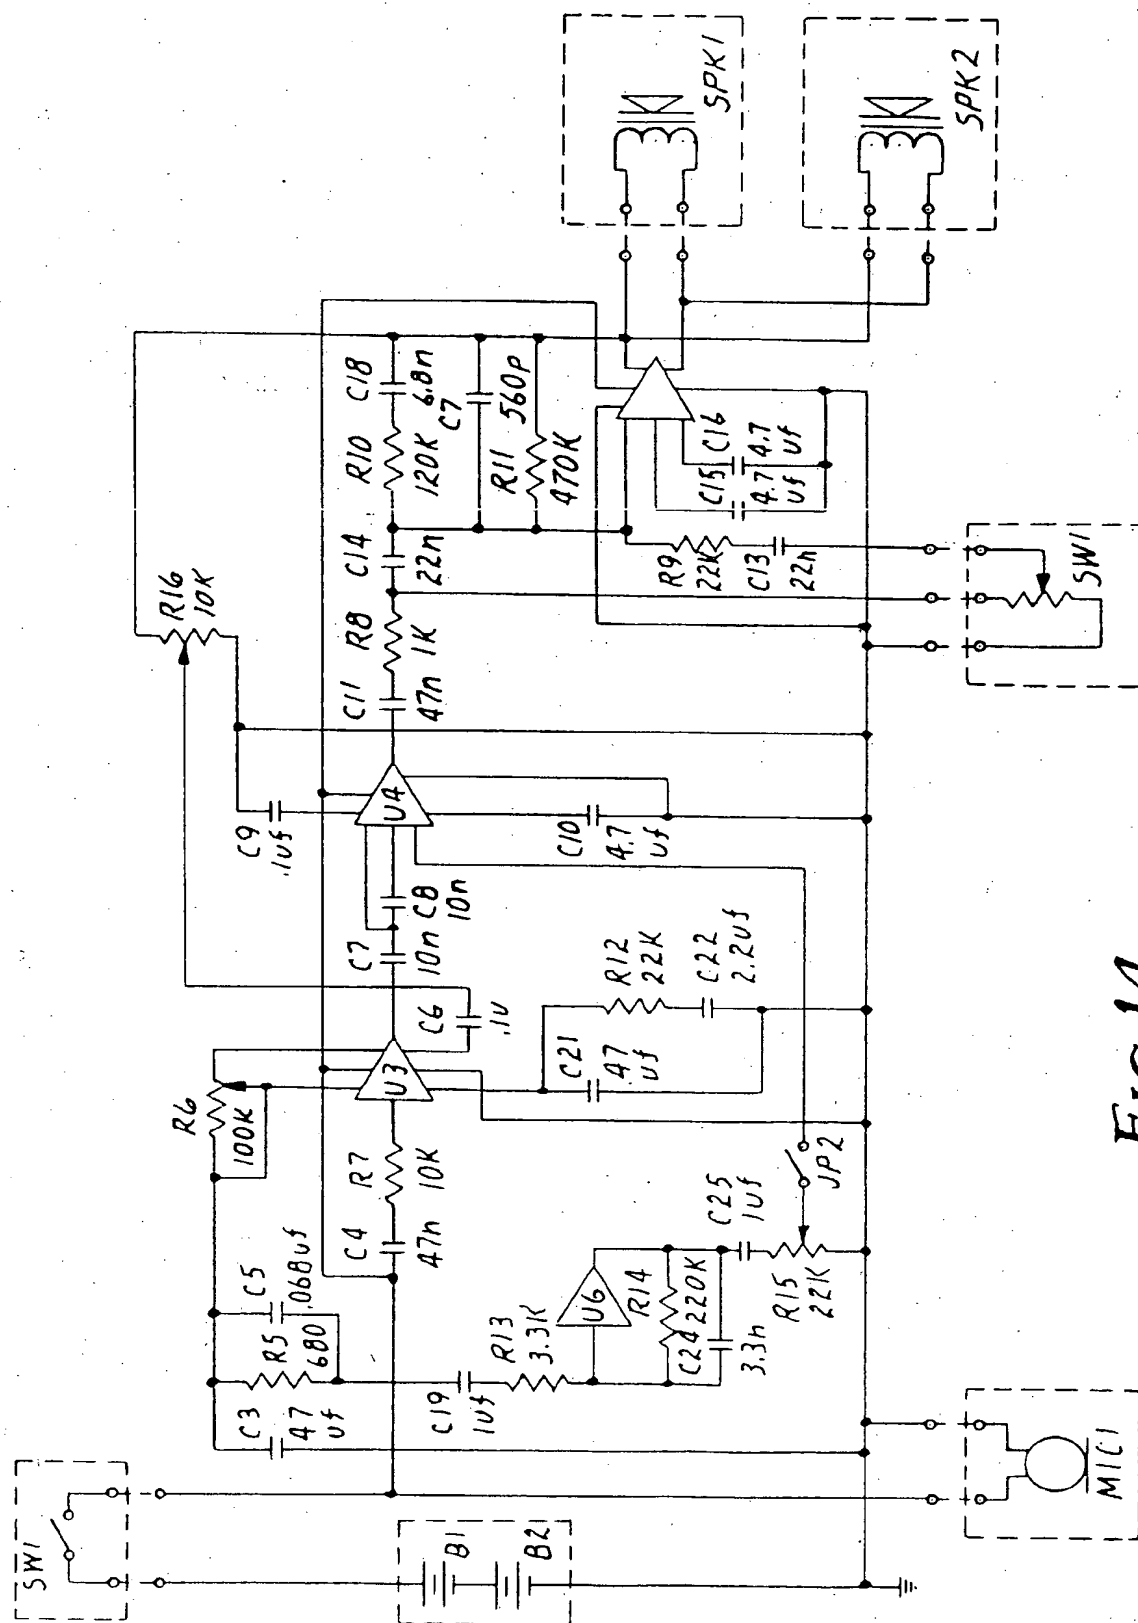 SPK1
SPK2
C18
6.8n
R10
120K
C7
560p
R11
470K
C14
22n
R16
10K
R8
1K
C11
47n
C16
4.7
uf
C15
4.7
uf
R9
22K
C13
22n
SW1
U4
C9
.1uf
C10
4.7
uf
C8
10n
C7
10n
C6
.1U
R12
22K
C22
2.2uf
C21
.47
uf
U3
R6
100K
R7
10K
C4
47n
JP2
C25
1uf
R15
22K
U6
R14
220K
C24
3.3n
R13
3.3K
C19
1uf
C5
.068uf
R5
680
C3
47
uf
MIC1
B1
B2
SW1